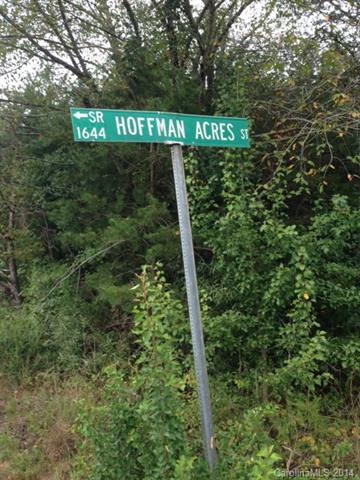 ←SR
1644 HOFFMAN ACRES ST
CarolinaMLS 2014